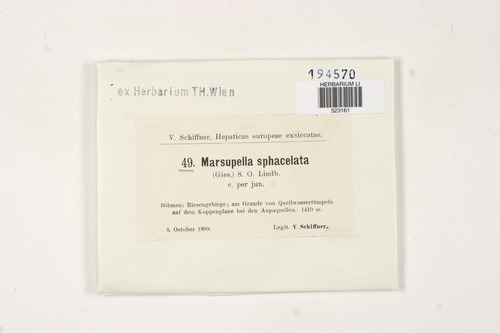 ex Herbarium TH.Wien
194570
HERBARIUM LI
523161
V. Schiffner, Hepaticae europeae exsiccatae.
49. Marsupella sphacelata
(Gies.) S. O. Lindb.
c. per jun.
Böhmen: Riesengebirge; am Grunde von Quellwassertümpeln
auf dem Koppenplane bei den Aupaquellen. 1410 m.
5. October 1899. Legit. V. Schiffner.